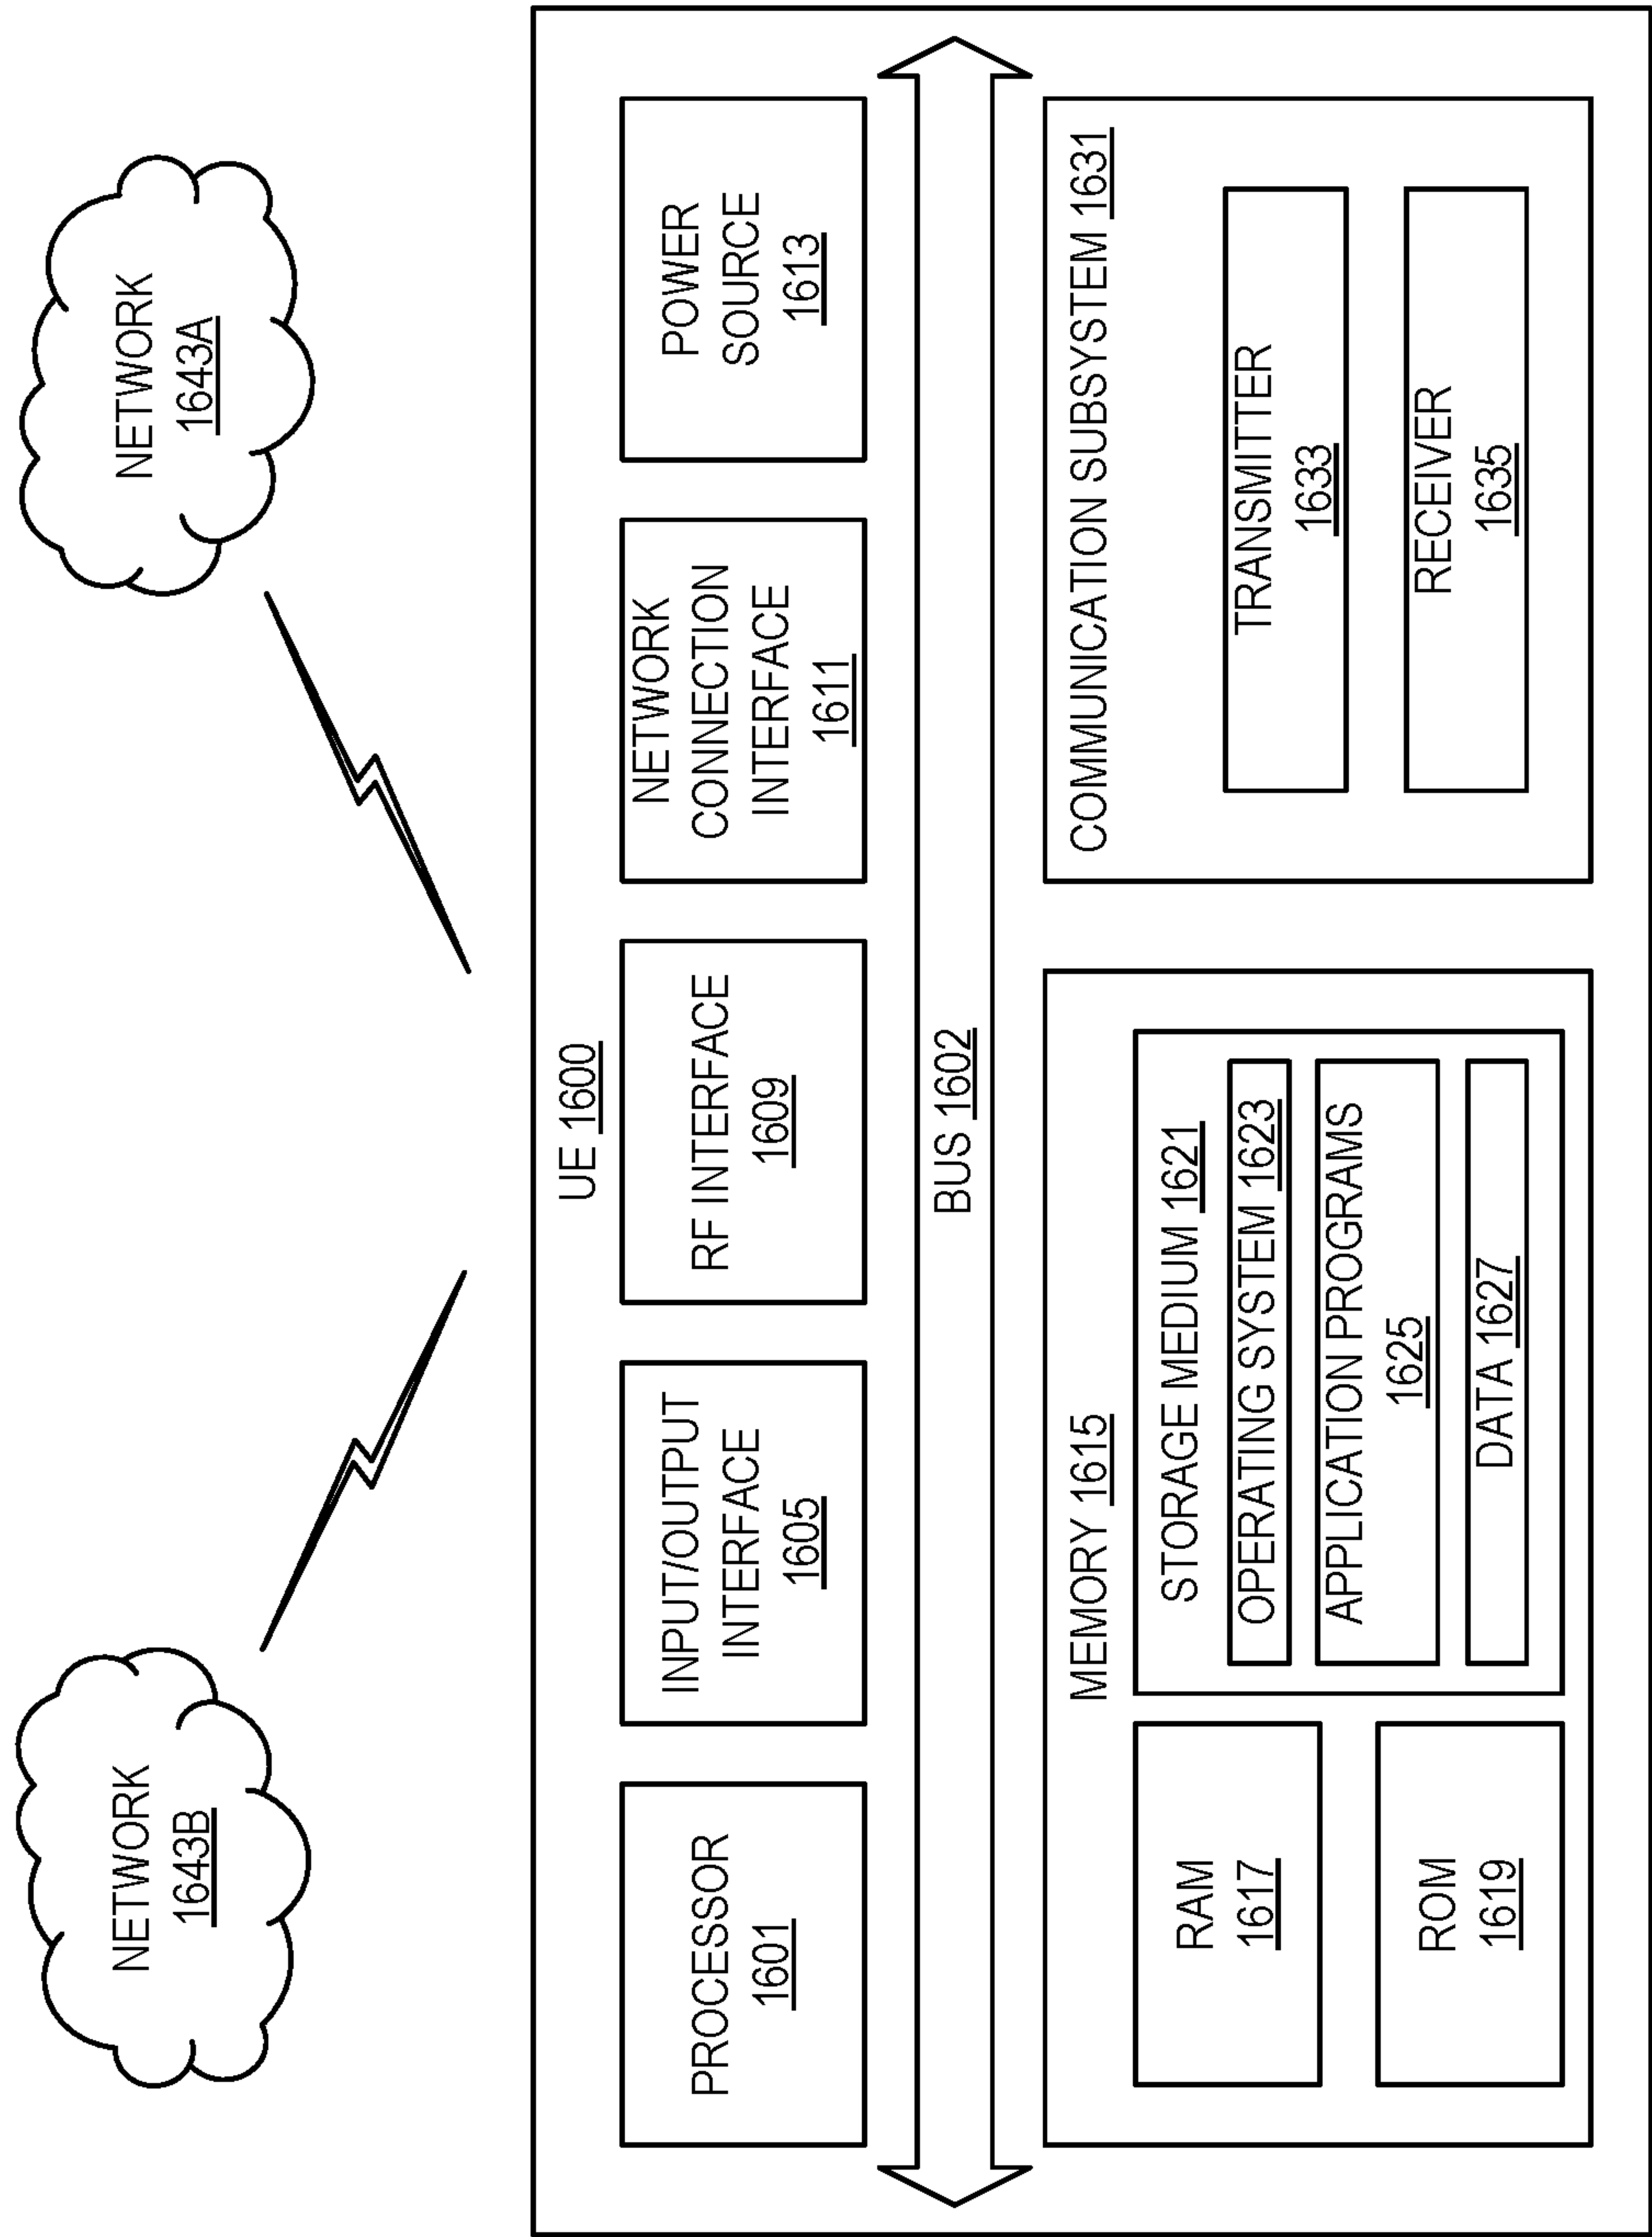 NETWORK
1643B
NETWORK
1643A
UE 1600
PROCESSOR
1601
INPUT/OUTPUT
INTERFACE
1605
RF INTERFACE
1609
NETWORK
CONNECTION
INTERFACE
1611
POWER
SOURCE
1613
BUS 1602
MEMORY 1615
RAM
1617
ROM
1619
STORAGE MEDIUM 1621
OPERATING SYSTEM 1623
APPLICATION PROGRAMS
1625
DATA 1627
COMMUNICATION SUBSYSTEM 1631
TRANSMITTER
1633
RECEIVER
1635